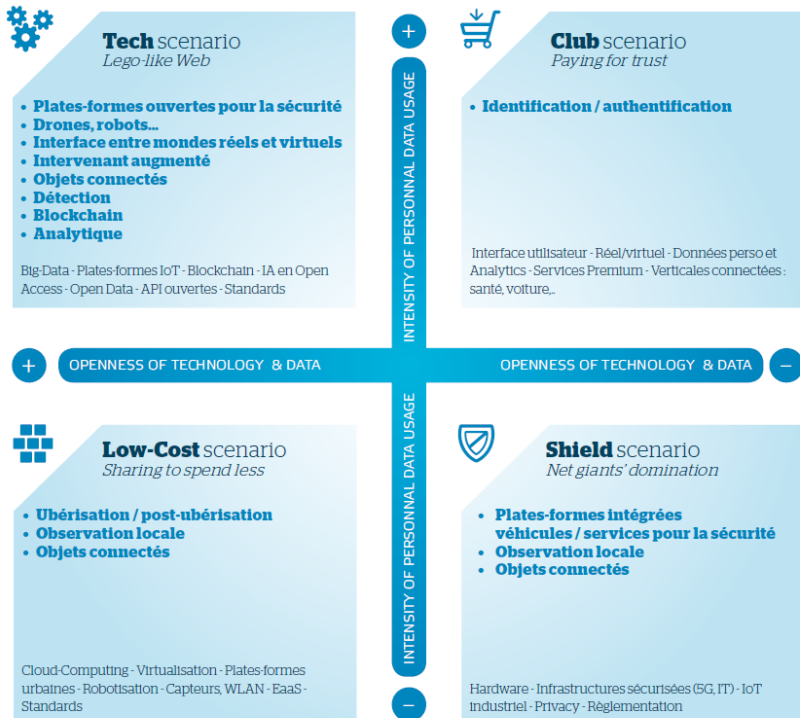 Tech scenario
Lego-like Web
• Plates-formes ouvertes pour la sécurité
• Drones, robots...
• Interface entre mondes réels et virtuels
• Intervenant augmenté
• Objets connectés
• Détection
• Blockchain
• Analytique
Big-Data - Plates-formes IoT - Blockchain - IA en Open
Access - Open Data - API ouvertes - Standards
+
INTENSITY OF PERSONNAL DATA USAGE
Club scenario
Paying for trust
• Identification / authentification
Interface utilisateur - Réel/virtuel - Données perso et
Analytics - Services Premium - Verticales connectées :
santé, voiture,..
+
OPENNESS OF TECHNOLOGY & DATA
OPENNESS OF TECHNOLOGY & DATA
−
Low-Cost scenario
Sharing to spend less
• Ubérisation / post-ubérisation
• Observation locale
• Objets connectés
Cloud-Computing - Virtualisation - Plates-formes
urbaines - Robotisation - Capteurs, WLAN - EaaS -
Standards
INTENSITY OF PERSONNAL DATA USAGE
−
Shield scenario
Net giants' domination
• Plates-formes intégrées
véhicules / services pour la sécurité
• Observation locale
• Objets connectés
Hardware - Infrastructures sécurisées (5G, IT) - IoT
industriel - Privacy - Règlementation